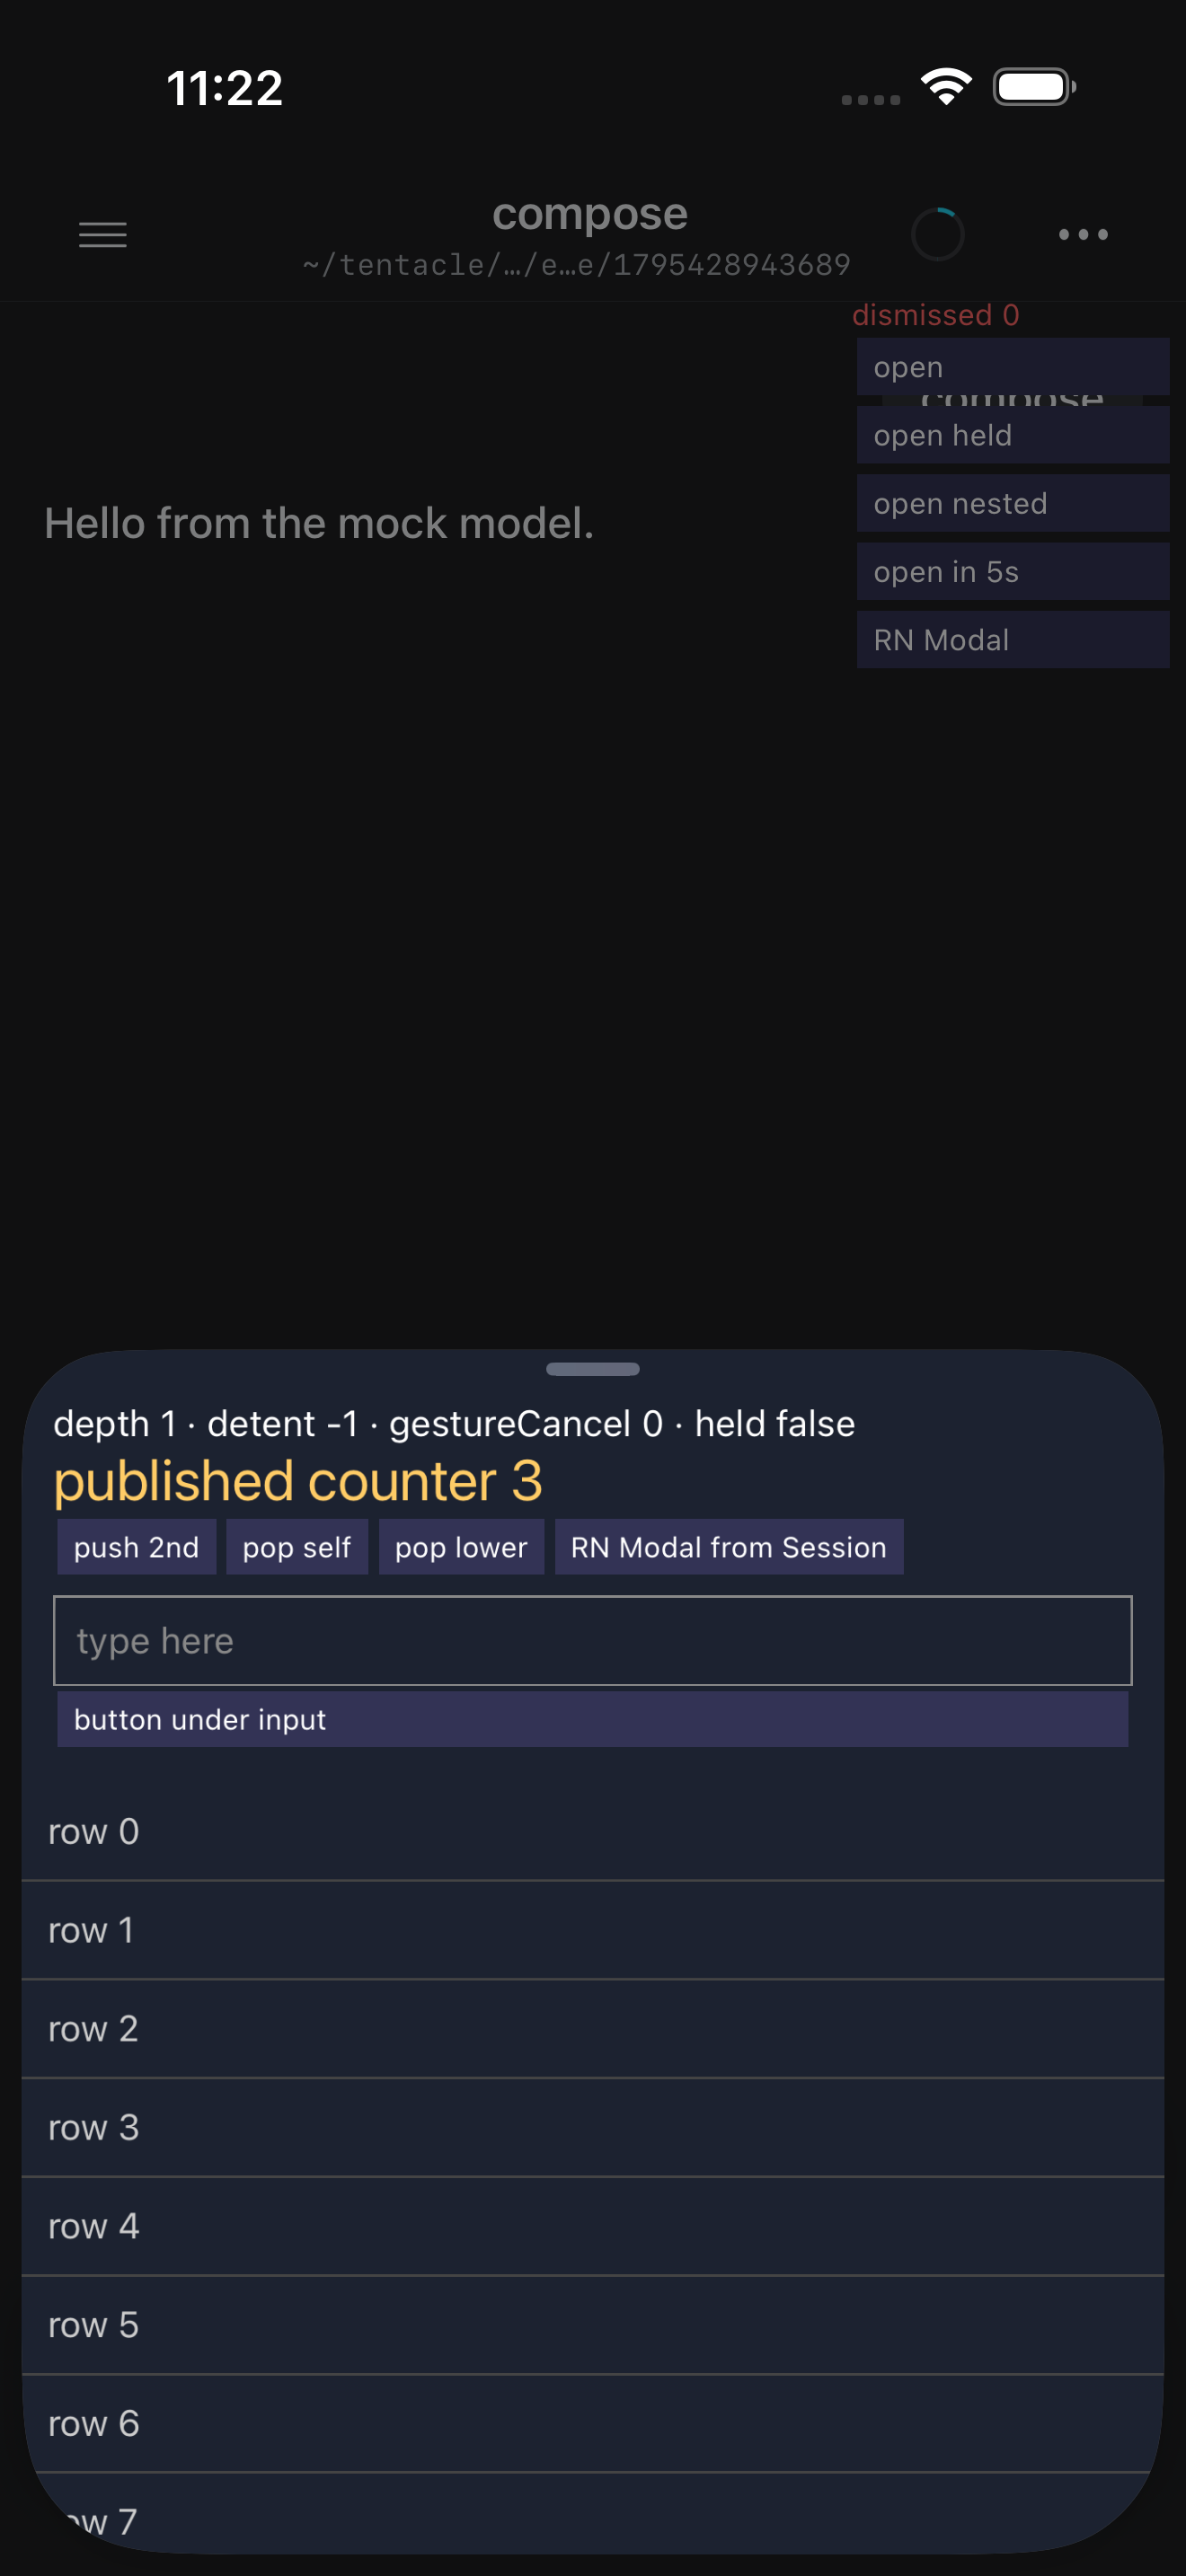 11:22
compose
~/tentacle/…/e…e/1795428943689
dismissed 0
open
compose
open held
Hello from the mock model.
open nested
open in 5s
RN Modal
depth 1 · detent -1 · gestureCancel 0 · held false
published counter 3
push 2nd pop self pop lower RN Modal from Session
type here
button under input
row 0
row 1
row 2
row 3
row 4
row 5
row 6
row 7